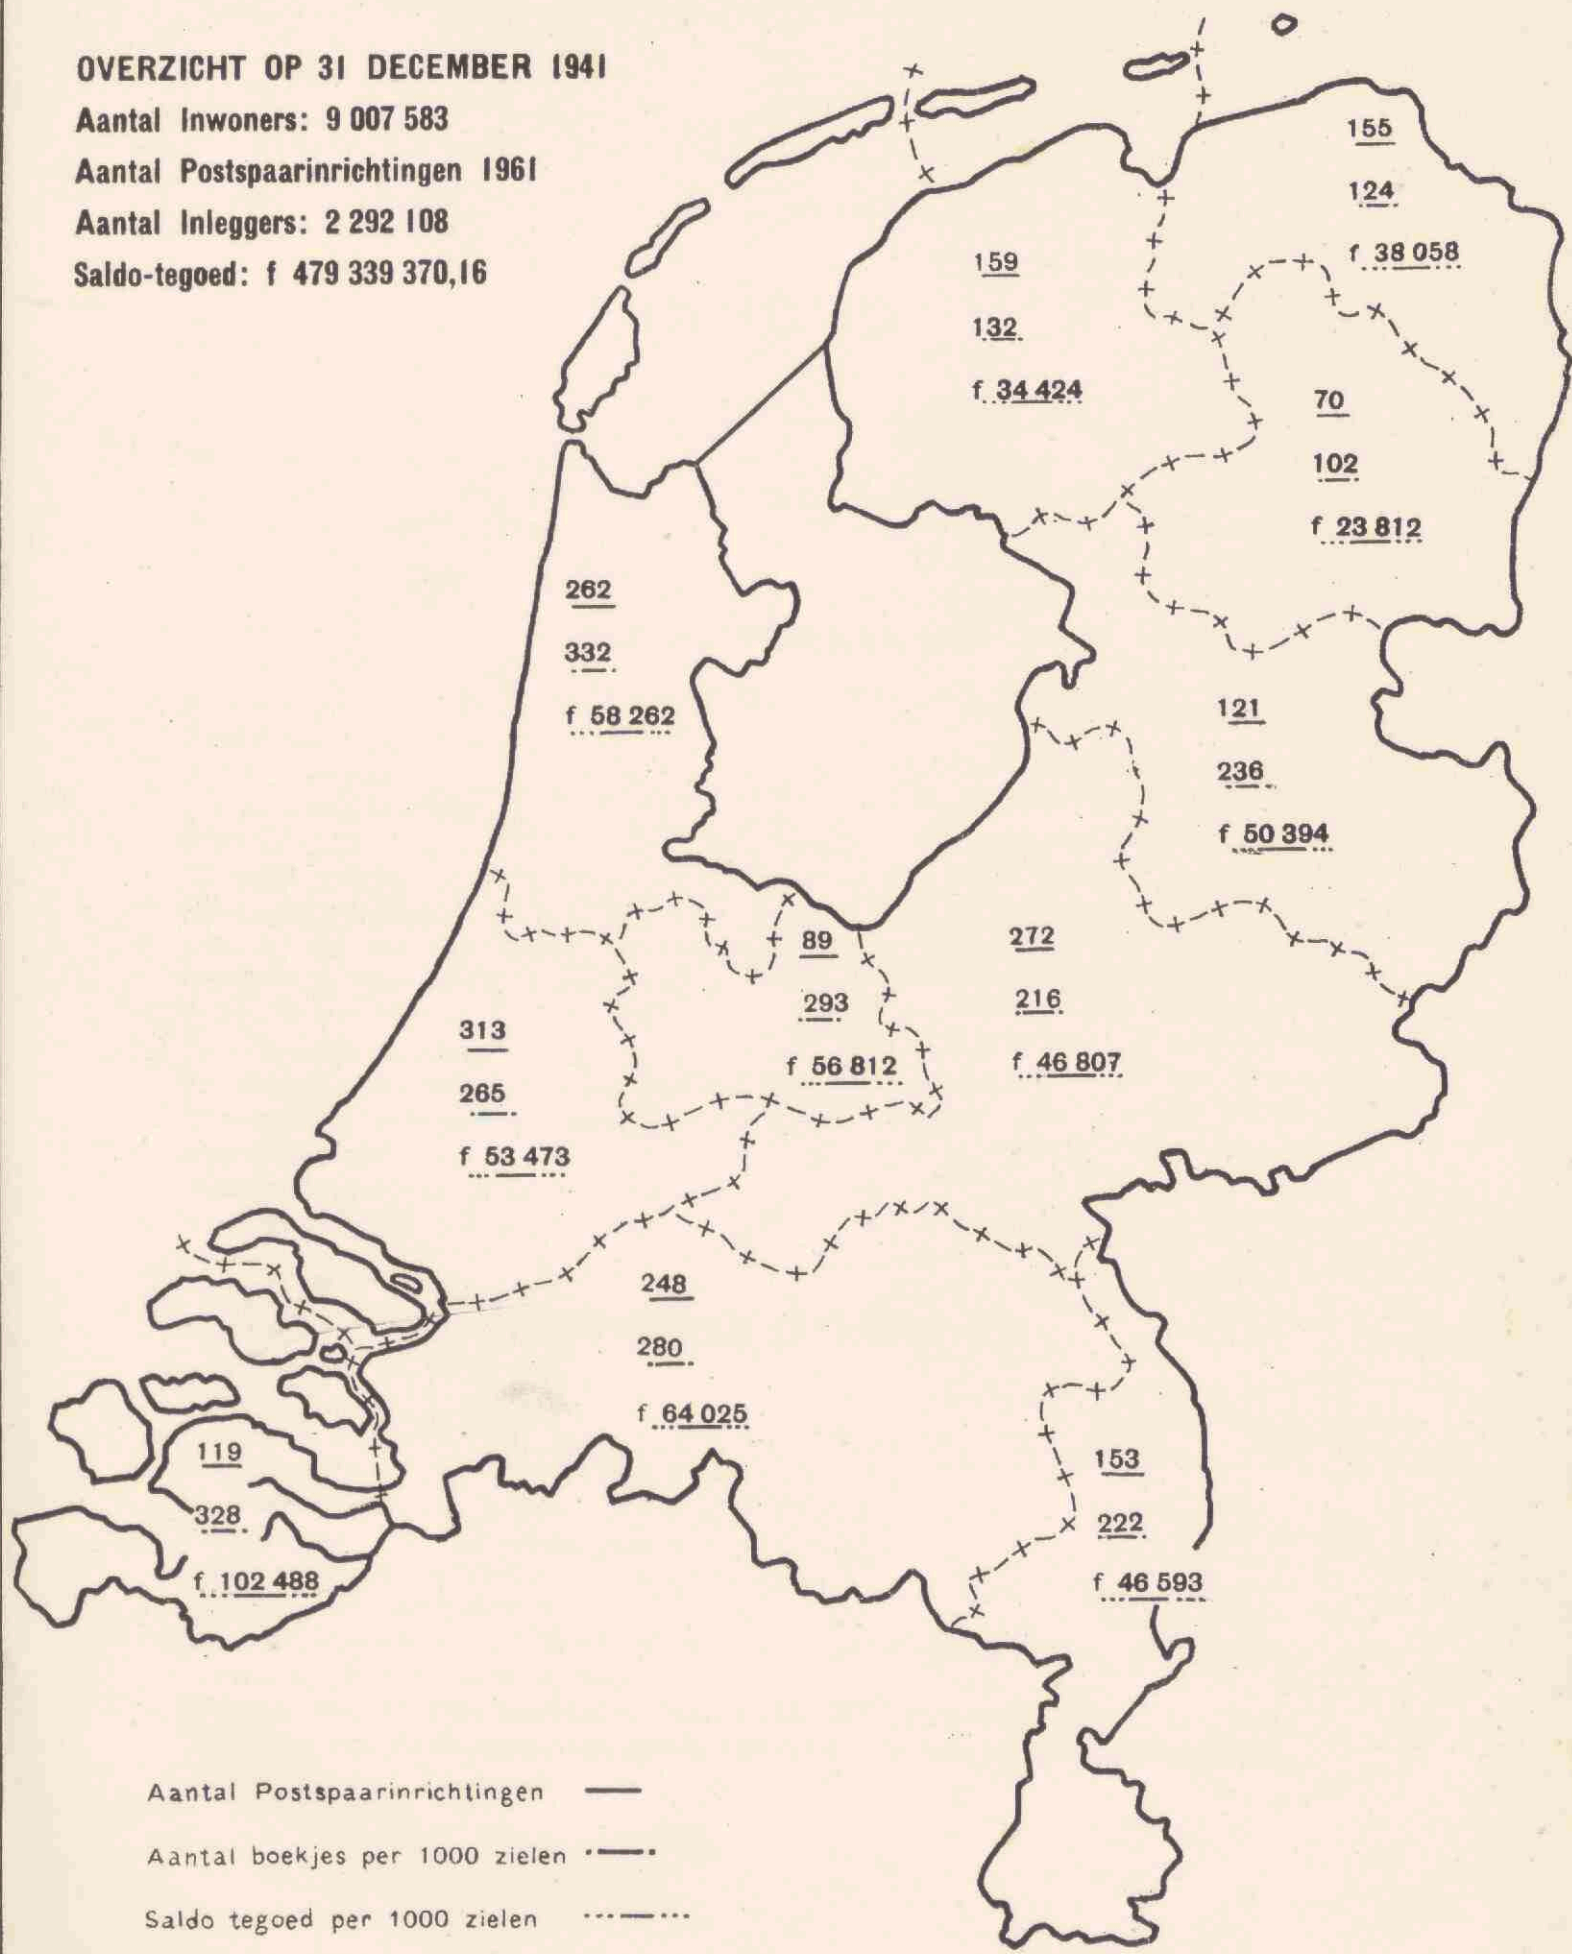 OVERZICHT OP 31 DECEMBER 1941
Aantal Inwoners: 9 007 583
Aantal Postspaarinrichtingen 1961
Aantal Inleggers: 2 292 108
Saldo-tegoed: f 479 339 370,16
155
124
f 38 058
159
132
f 34 424
70
102
f 23 812
262
332
f 58 262
121
236
f 50 394
89
293
f 56 812
272
216
f 46 807
313
265
f 53 473
248
280
f 64 025
119
328
f 102 488
153
222
f 46 593
Aantal Postspaarinrichtingen
Aantal boekjes per 1000 zielen
Saldo tegoed per 1000 zielen